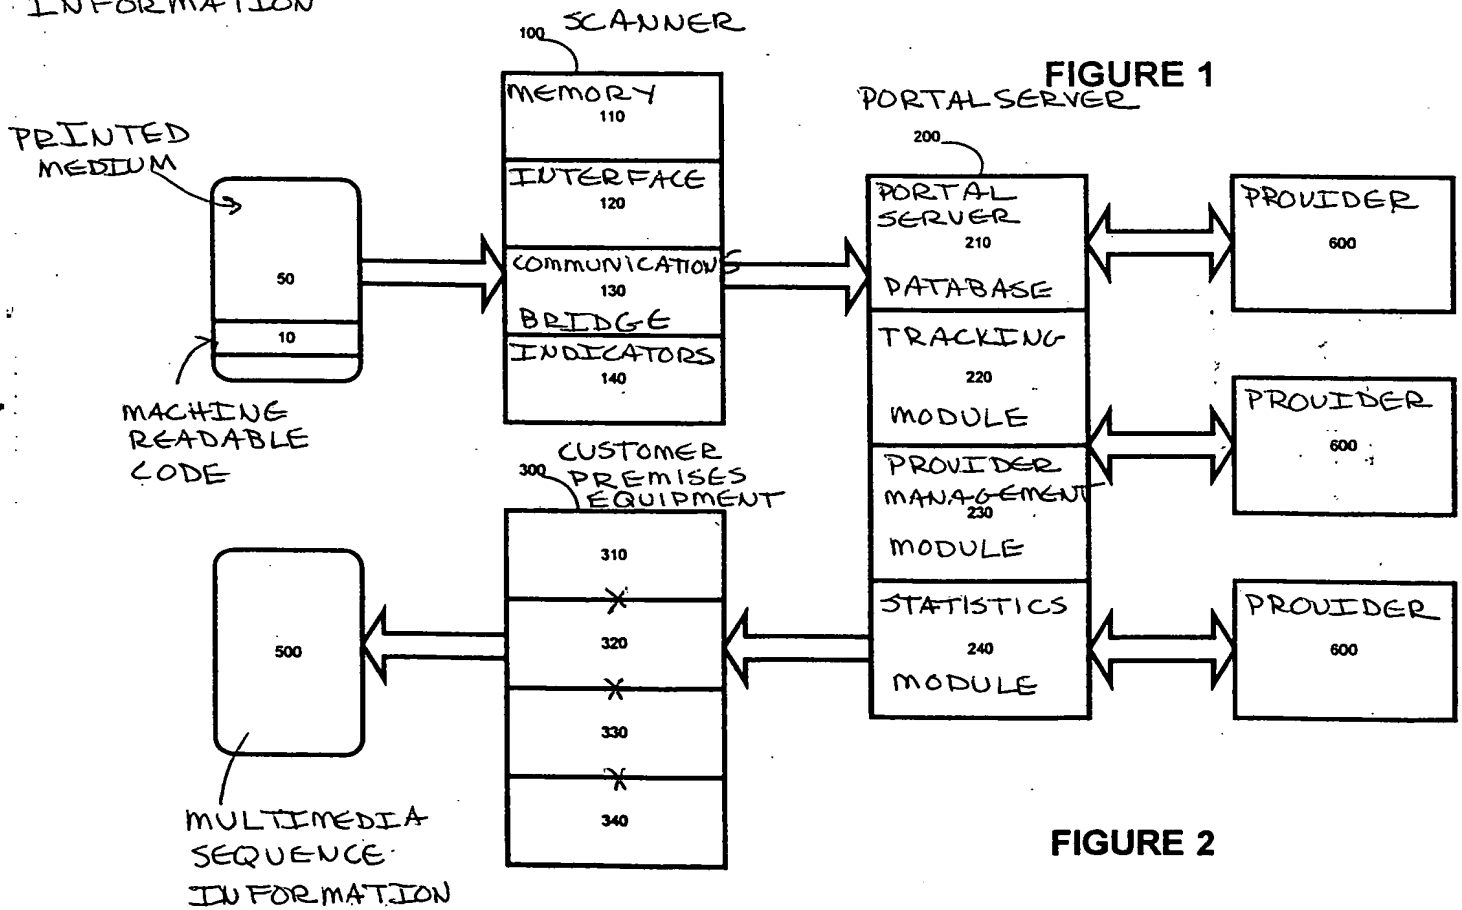 INFORMATION
SCANNER
100
FIGURE 1
PORTAL SERVER
200
PRINTED
MEDIUM
50
10
MACHINE
READABLE
CODE
MEMORY
110
INTERFACE
120
COMMUNICATIONS
130
BRIDGE
INDICATORS
140
PORTAL
SERVER
210
DATABASE
TRACKING
220
MODULE
PROVIDER
MANAGEMENT
230
MODULE
STATISTICS
240
MODULE
PROVIDER
600
PROVIDER
600
PROVIDER
600
CUSTOMER
300 PREMISES
EQUIPMENT
310
320
330
340
500
MULTIMEDIA
SEQUENCE
INFORMATION
FIGURE 2